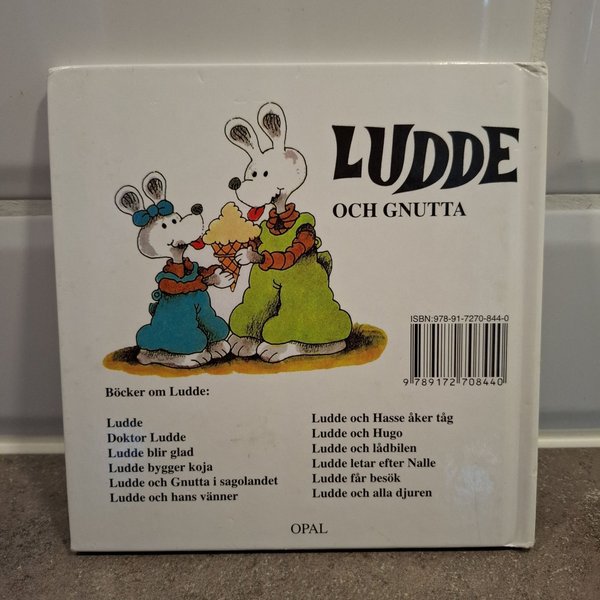 LUDDE
OCH GNUTTA
ISBN:978-91-7270-844-0
9 789172 708440
Böcker om Ludde:
Ludde
Doktor Ludde
Ludde blir glad
Ludde bygger koja
Ludde och Gnutta i sagolandet
Ludde och hans vänner
Ludde och Hasse åker tåg
Ludde och Hugo
Ludde och lådbilen
Ludde letar efter Nalle
Ludde får besök
Ludde och alla djuren
OPAL